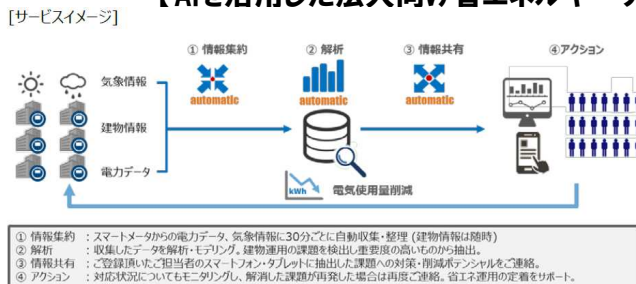 【AIを活用した法人向け省エネルギー
[サービスイメージ]
① 情報集約
② 解析
③ 情報共有
④アクション
automatic
automatic
automatic
気象情報
建物情報
電力データ
kWh
電気使用量削減
① 情報集約 : スマートメータからの電力データ、気象情報に30分ごとに自動収集・整理 (建物情報は随時)
② 解析 : 収集したデータを解析・モデリング。建物運用の課題を検出し重要度の高いものから抽出。
③ 情報共有 : ご登録頂いたご担当者のスマートフォン・タブレットに抽出した課題への対策・削減ポテンシャルをご連絡。
④ アクション : 対応状況についてもモニタリングし、解消した課題が再発した場合は再度ご連絡。省エネ運用の定着をサポート。